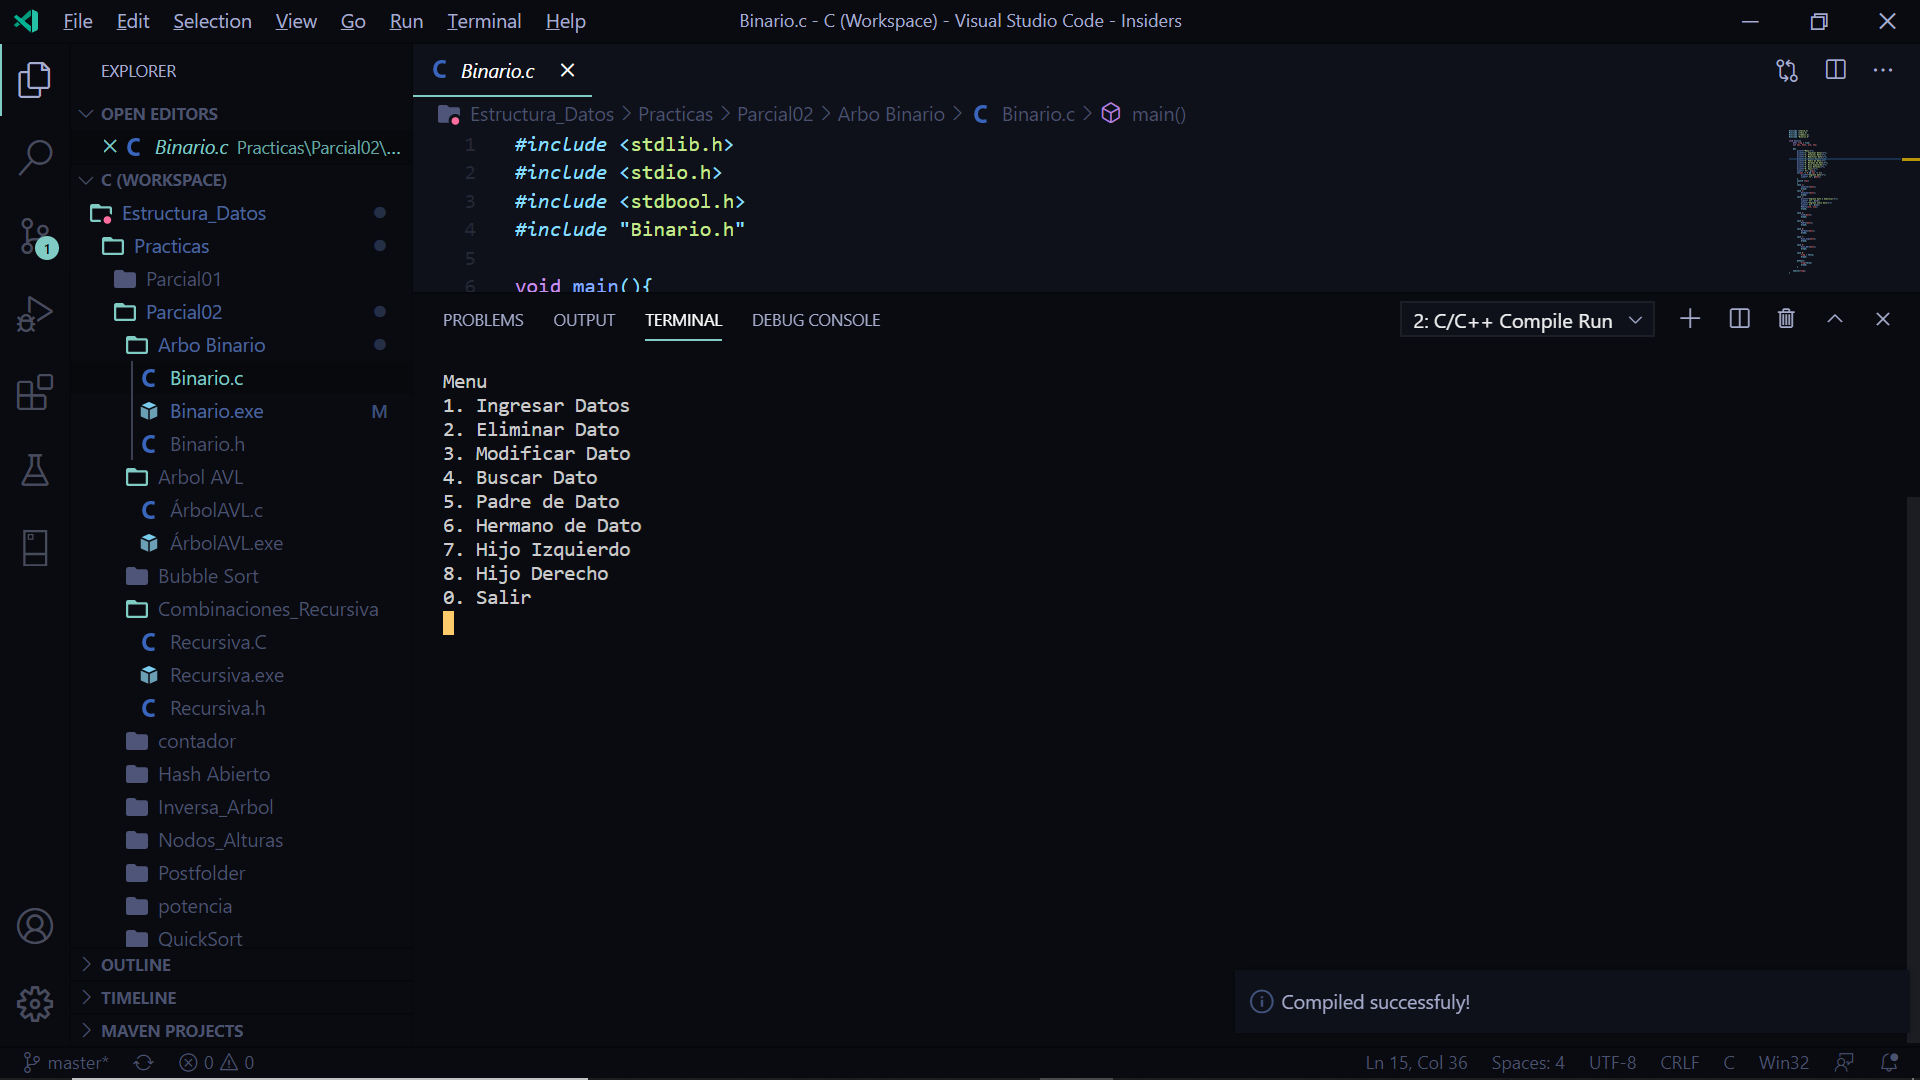 File Edit Selection View Go Run Terminal Help
Binario.c - C (Workspace) - Visual Studio Code - Insiders
EXPLORER
OPEN EDITORS
Binario.c Practicas\Parcial02\...
C (WORKSPACE)
Estructura_Datos
Practicas
Parcial01
Parcial02
Arbo Binario
Binario.c
Binario.exe M
Binario.h
Arbol AVL
ÁrbolAVL.c
ÁrbolAVL.exe
Bubble Sort
Combinaciones_Recursiva
Recursiva.C
Recursiva.exe
Recursiva.h
contador
Hash Abierto
Inversa_Arbol
Nodos_Alturas
Postfolder
potencia
QuickSort
OUTLINE
TIMELINE
MAVEN PROJECTS
1
C Binario.c
Estructura_Datos > Practicas > Parcial02 > Arbo Binario > C Binario.c > main()
1 #include <stdlib.h>
2 #include <stdio.h>
3 #include <stdbool.h>
4 #include "Binario.h"
5
6 void main(){
PROBLEMS OUTPUT TERMINAL DEBUG CONSOLE
2: C/C++ Compile Run
Menu
1. Ingresar Datos
2. Eliminar Dato
3. Modificar Dato
4. Buscar Dato
5. Padre de Dato
6. Hermano de Dato
7. Hijo Izquierdo
8. Hijo Derecho
0. Salir
Compiled successfuly!
master* 0 0
Ln 15, Col 36 Spaces: 4 UTF-8 CRLF C Win32